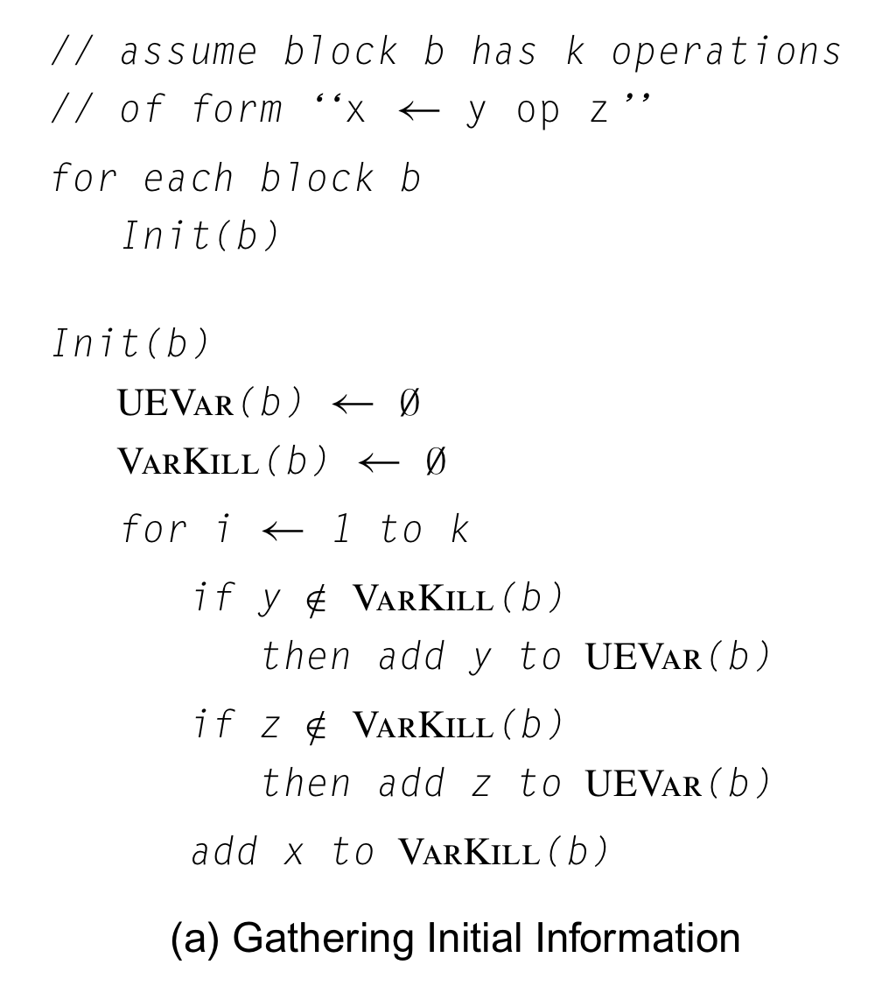 // assume block b has k operations
// of form ‘‘x ← y op z’’
for each block b
Init(b)
Init(b)
UEVAR(b) ← ∅
VARKILL(b) ← ∅
for i ← 1 to k
if y ∉ VARKILL(b)
then add y to UEVAR(b)
if z ∉ VARKILL(b)
then add z to UEVAR(b)
add x to VARKILL(b)
(a) Gathering Initial Information